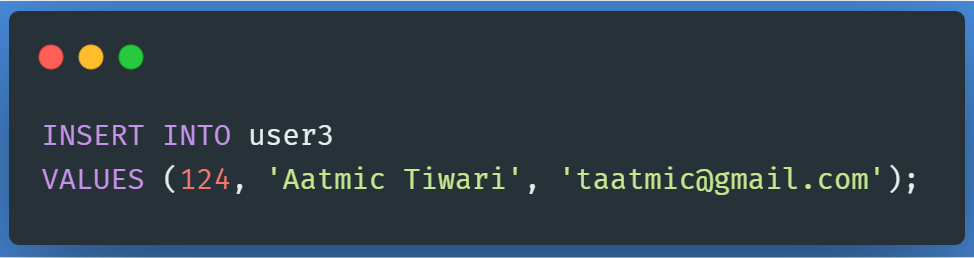 INSERT INTO user3
VALUES (124, 'Aatmic Tiwari', 'taatmic@gmail.com');